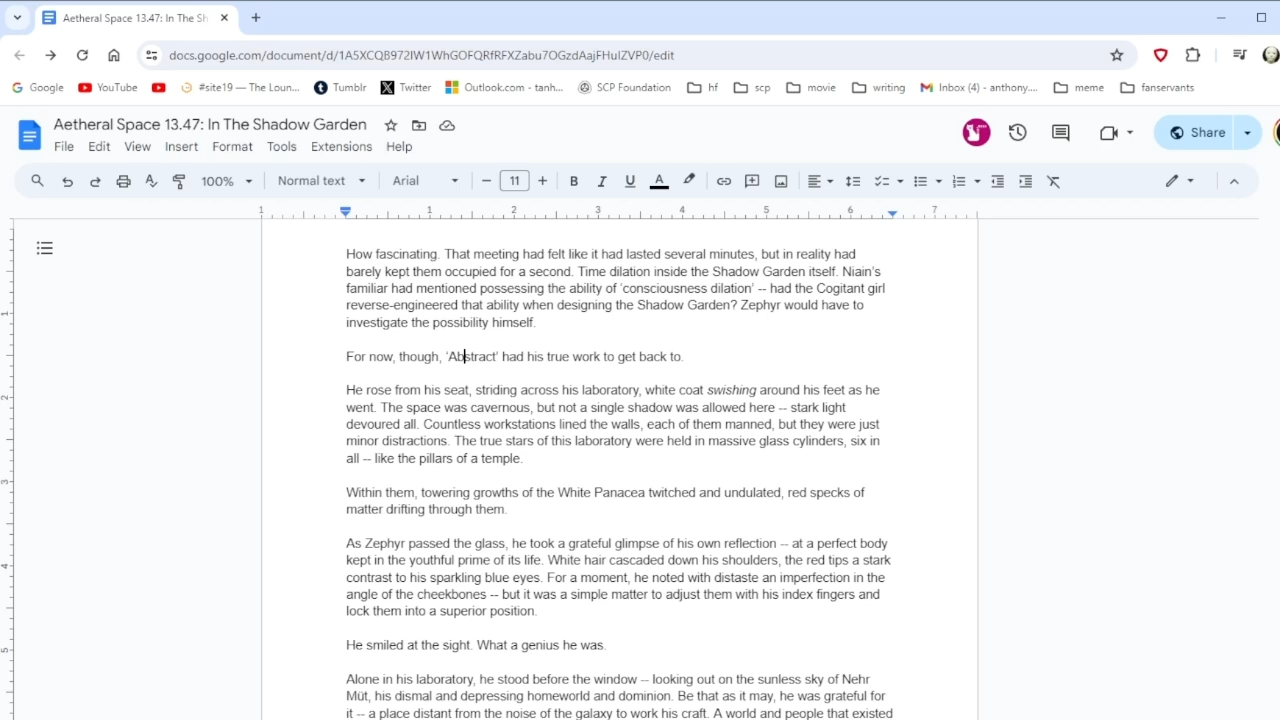 Aetheral Space 13.47: In The Sh
docs.google.com/document/d/1A5XCQB972IW1WhGOFQRfRFXZabu7OGzdAajFHulZVP0/edit
Google YouTube #site19 — The Loun... Tumblr Twitter Outlook.com - tanh... SCP Foundation hf scp movie writing Inbox (4) - anthony.... meme fanservants
Aetheral Space 13.47: In The Shadow Garden
File Edit View Insert Format Tools Extensions Help
Share
100% Normal text Arial 11 B I U A
1 1 2 3 4 5 6 7
How fascinating. That meeting had felt like it had lasted several minutes, but in reality had
barely kept them occupied for a second. Time dilation inside the Shadow Garden itself. Niain's
familiar had mentioned possessing the ability of 'consciousness dilation' -- had the Cogitant girl
reverse-engineered that ability when designing the Shadow Garden? Zephyr would have to
investigate the possibility himself.
For now, though, 'Abstract' had his true work to get back to.
He rose from his seat, striding across his laboratory, white coat swishing around his feet as he
went. The space was cavernous, but not a single shadow was allowed here -- stark light
devoured all. Countless workstations lined the walls, each of them manned, but they were just
minor distractions. The true stars of this laboratory were held in massive glass cylinders, six in
all -- like the pillars of a temple.
Within them, towering growths of the White Panacea twitched and undulated, red specks of
matter drifting through them.
As Zephyr passed the glass, he took a grateful glimpse of his own reflection -- at a perfect body
kept in the youthful prime of its life. White hair cascaded down his shoulders, the red tips a stark
contrast to his sparkling blue eyes. For a moment, he noted with distaste an imperfection in the
angle of the cheekbones -- but it was a simple matter to adjust them with his index fingers and
lock them into a superior position.
He smiled at the sight. What a genius he was.
Alone in his laboratory, he stood before the window -- looking out on the sunless sky of Nehr
Müt, his dismal and depressing homeworld and dominion. Be that as it may, he was grateful for
it -- a place distant from the noise of the galaxy to work his craft. A world and people that existed
1
2
3
4
5